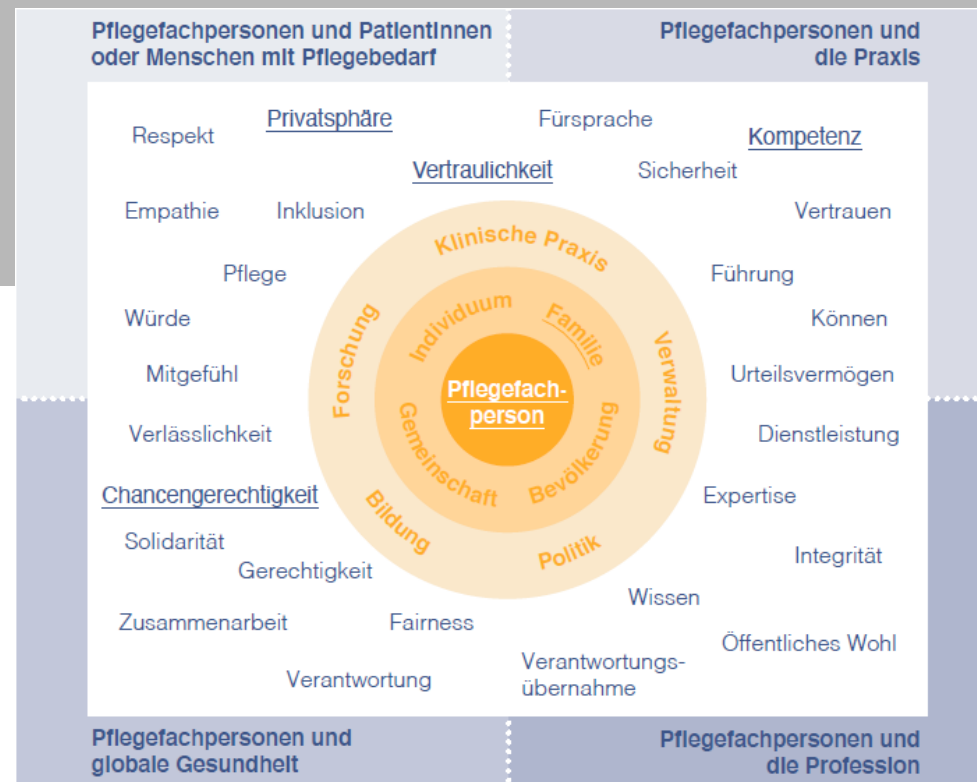 Pflegefachpersonen und PatientInnen
oder Menschen mit Pflegebedarf
Pflegefachpersonen und
die Praxis
Respekt
Privatsphäre
Fürsprache
Kompetenz
Vertraulichkeit
Sicherheit
Empathie
Inklusion
Vertrauen
Pflege
Führung
Würde
Können
Mitgefühl
Urteilsvermögen
Verlässlichkeit
Dienstleistung
Chancengerechtigkeit
Expertise
Solidarität
Gerechtigkeit
Integrität
Wissen
Zusammenarbeit
Fairness
Öffentliches Wohl
Verantwortung
Verantwortungs-
übernahme
Klinische Praxis
Forschung
Verwaltung
Bildung
Politik
Individuum
Familie
Gemeinschaft
Bevölkerung
Pflegefach-
person
Pflegefachpersonen und
globale Gesundheit
Pflegefachpersonen und
die Profession